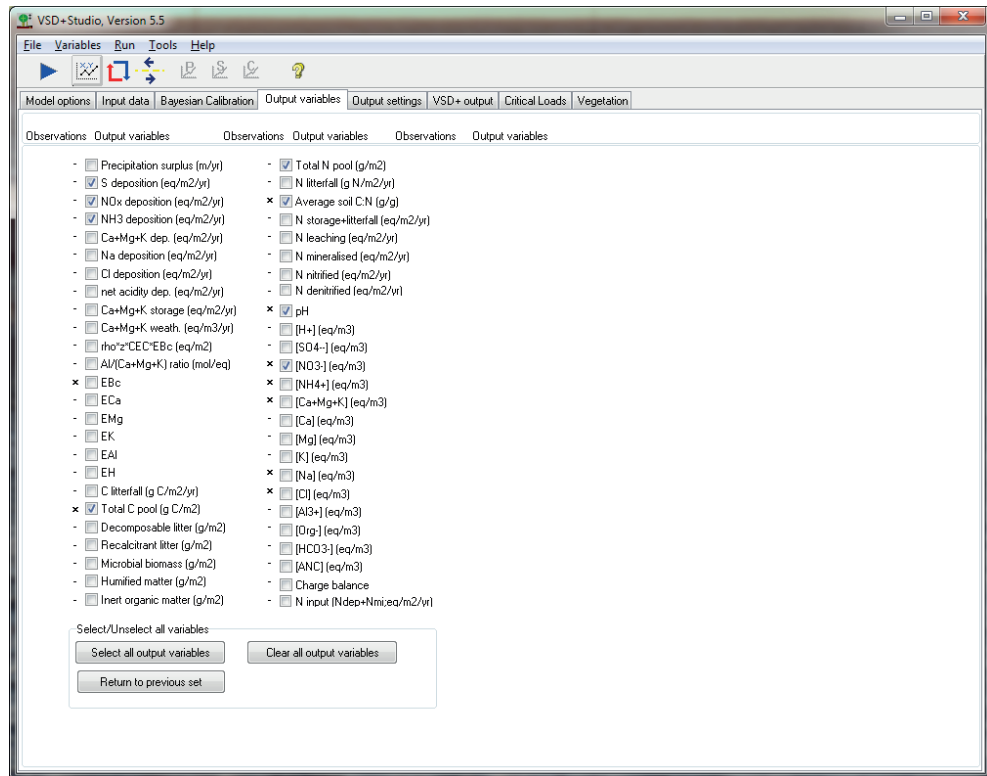 VSD+Studio, Version 5.5
File Variables Run Tools Help
X/Y B S C ?
Model options Input data Bayesian Calibration Output variables Output settings VSD+ output Critical Loads Vegetation
Observations Output variables Observations Output variables Observations Output variables
- Precipitation surplus (m/yr)
- S deposition (eq/m2/yr)
- NOx deposition (eq/m2/yr)
- NH3 deposition (eq/m2/yr)
- Ca+Mg+K dep. (eq/m2/yr)
- Na deposition (eq/m2/yr)
- Cl deposition (eq/m2/yr)
- net acidity dep. (eq/m2/yr)
- Ca+Mg+K storage (eq/m2/yr)
- Ca+Mg+K weath. (eq/m3/yr)
- rho*z*CEC*EBc (eq/m2)
- Al/(Ca+Mg+K) ratio (mol/eq)
× EBc
- ECa
- EMg
- EK
- EAl
- EH
- C litterfall (g C/m2/yr)
× Total C pool (g C/m2)
- Decomposable litter (g/m2)
- Recalcitrant litter (g/m2)
- Microbial biomass (g/m2)
- Humified matter (g/m2)
- Inert organic matter (g/m2)
- Total N pool (g/m2)
- N litterfall (g N/m2/yr)
× Average soil C:N (g/g)
- N storage+litterfall (eq/m2/yr)
- N leaching (eq/m2/yr)
- N mineralised (eq/m2/yr)
- N nitrified (eq/m2/yr)
- N denitrified (eq/m2/yr)
× pH
- [H+] (eq/m3)
- [SO4--] (eq/m3)
× [NO3-] (eq/m3)
× [NH4+] (eq/m3)
× [Ca+Mg+K] (eq/m3)
- [Ca] (eq/m3)
- [Mg] (eq/m3)
- [K] (eq/m3)
× [Na] (eq/m3)
× [Cl] (eq/m3)
- [Al3+] (eq/m3)
- [Org-] (eq/m3)
- [HCO3-] (eq/m3)
- [ANC] (eq/m3)
- Charge balance
- N input (Ndep+Nmi;eq/m2/yr)
Select/Unselect all variables
Select all output variables Clear all output variables
Return to previous set